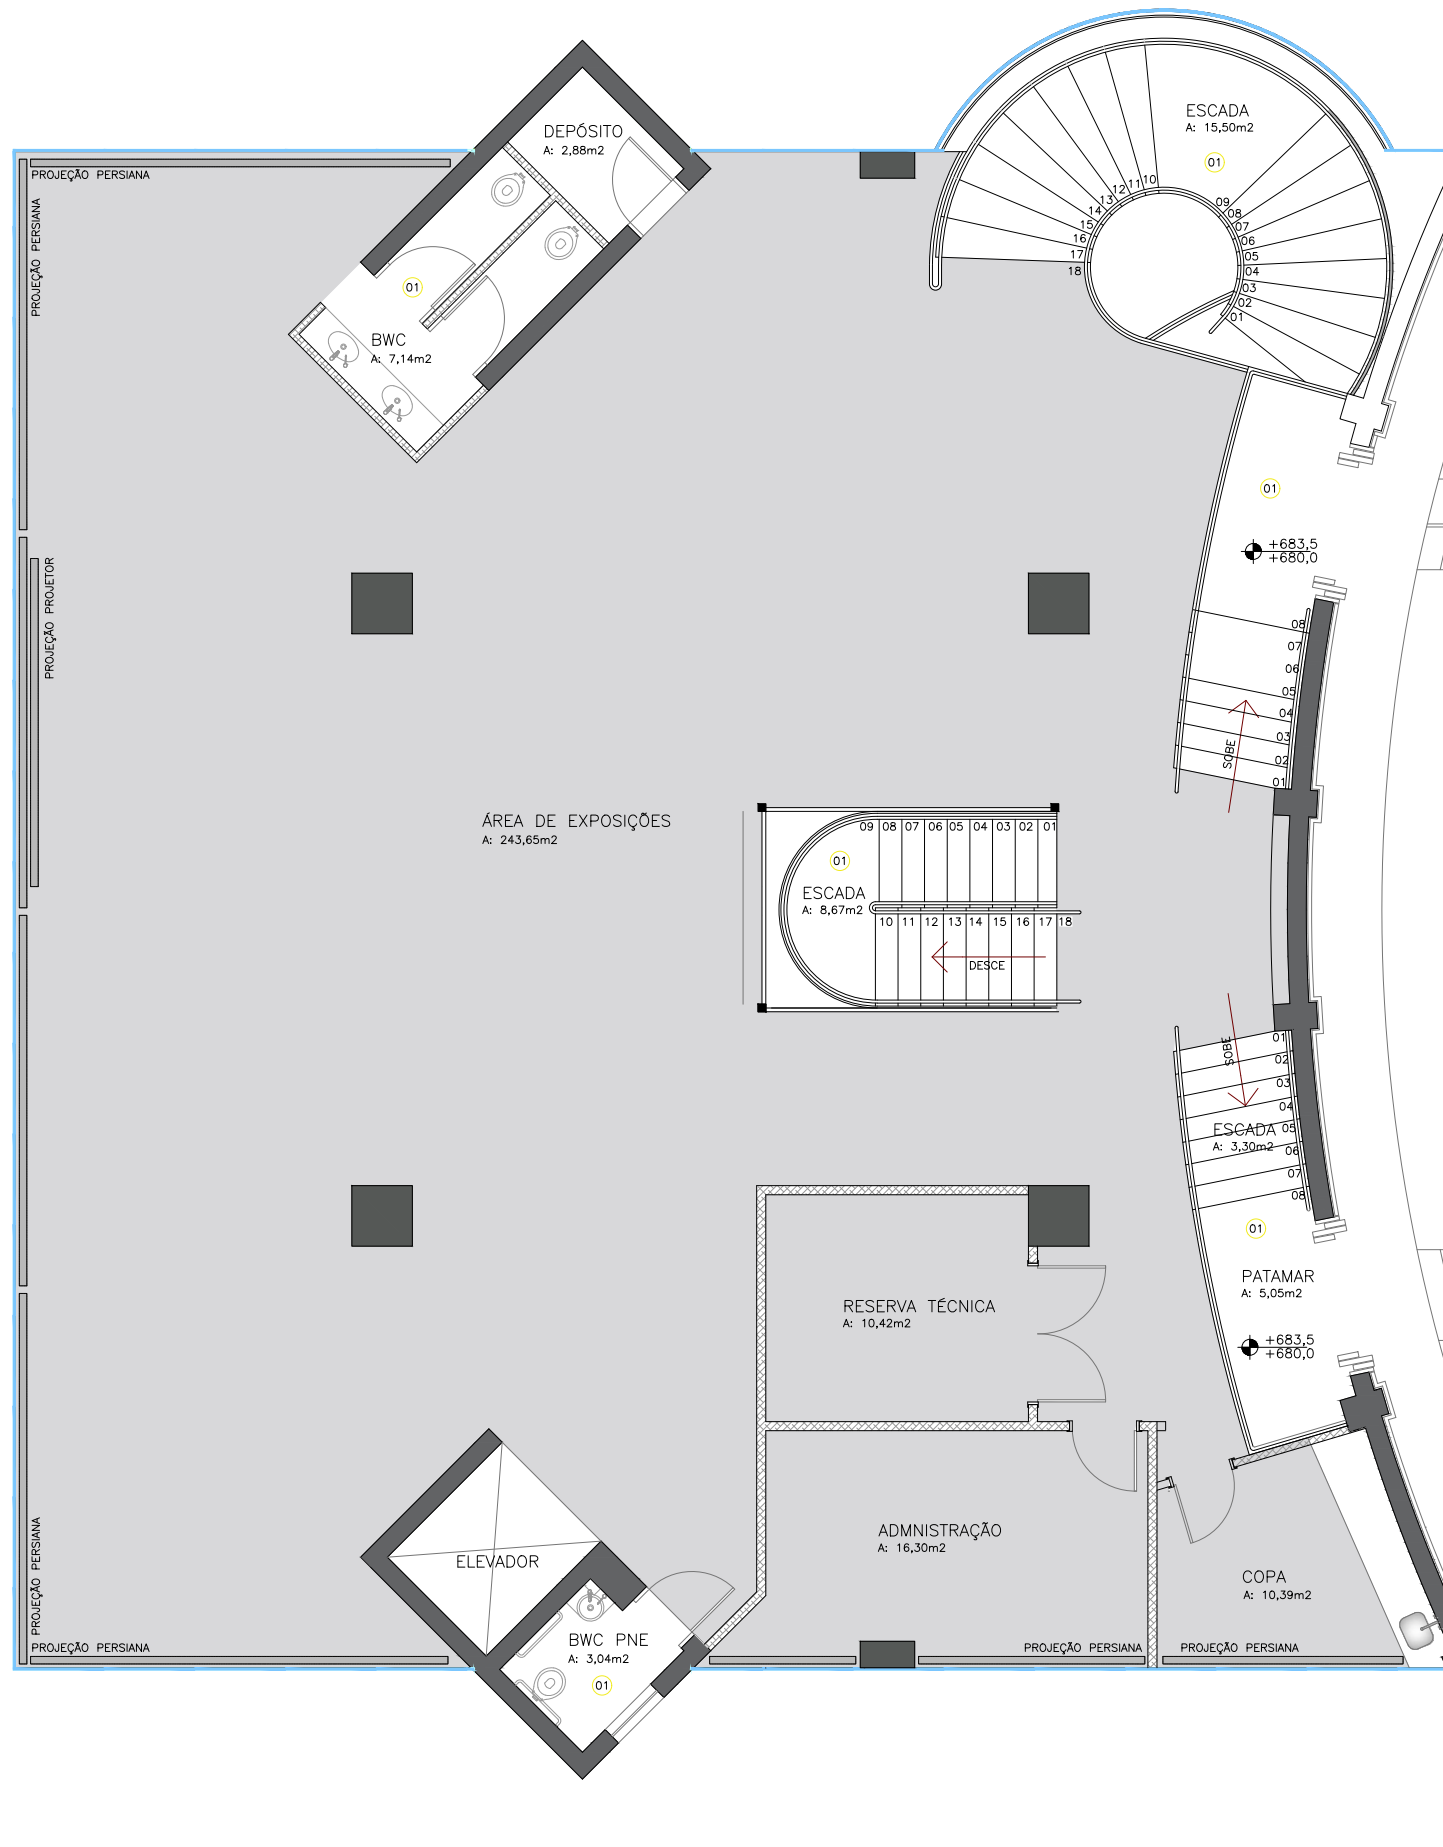 ESCADA
A: 15,50m2
01
DEPÓSITO
A: 2,88m2
PROJEÇÃO PERSIANA
PROJEÇÃO PERSIANA
10
11
12
13
14
15
16
17
18
09
08
07
06
05
04
03
02
01
01
BWC
A: 7,14m2
01
+683,5
+680,0
PROJEÇÃO PROJETOR
08
07
06
05
04
03
02
01
SOBE
ÁREA DE EXPOSIÇÕES
A: 243,65m2
09 08 07 06 05 04 03 02 01
01
ESCADA
A: 8,67m2
10 11 12 13 14 15 16 17 18
DESCE
SOBE
01
02
03
04
05
06
07
08
ESCADA
A: 3,30m2
01
PATAMAR
A: 5,05m2
+683,5
+680,0
RESERVA TÉCNICA
A: 10,42m2
ADMNISTRAÇÃO
A: 16,30m2
ELEVADOR
COPA
A: 10,39m2
PROJEÇÃO PERSIANA
PROJEÇÃO PERSIANA
BWC PNE
A: 3,04m2
01
PROJEÇÃO PERSIANA
PROJEÇÃO PERSIANA